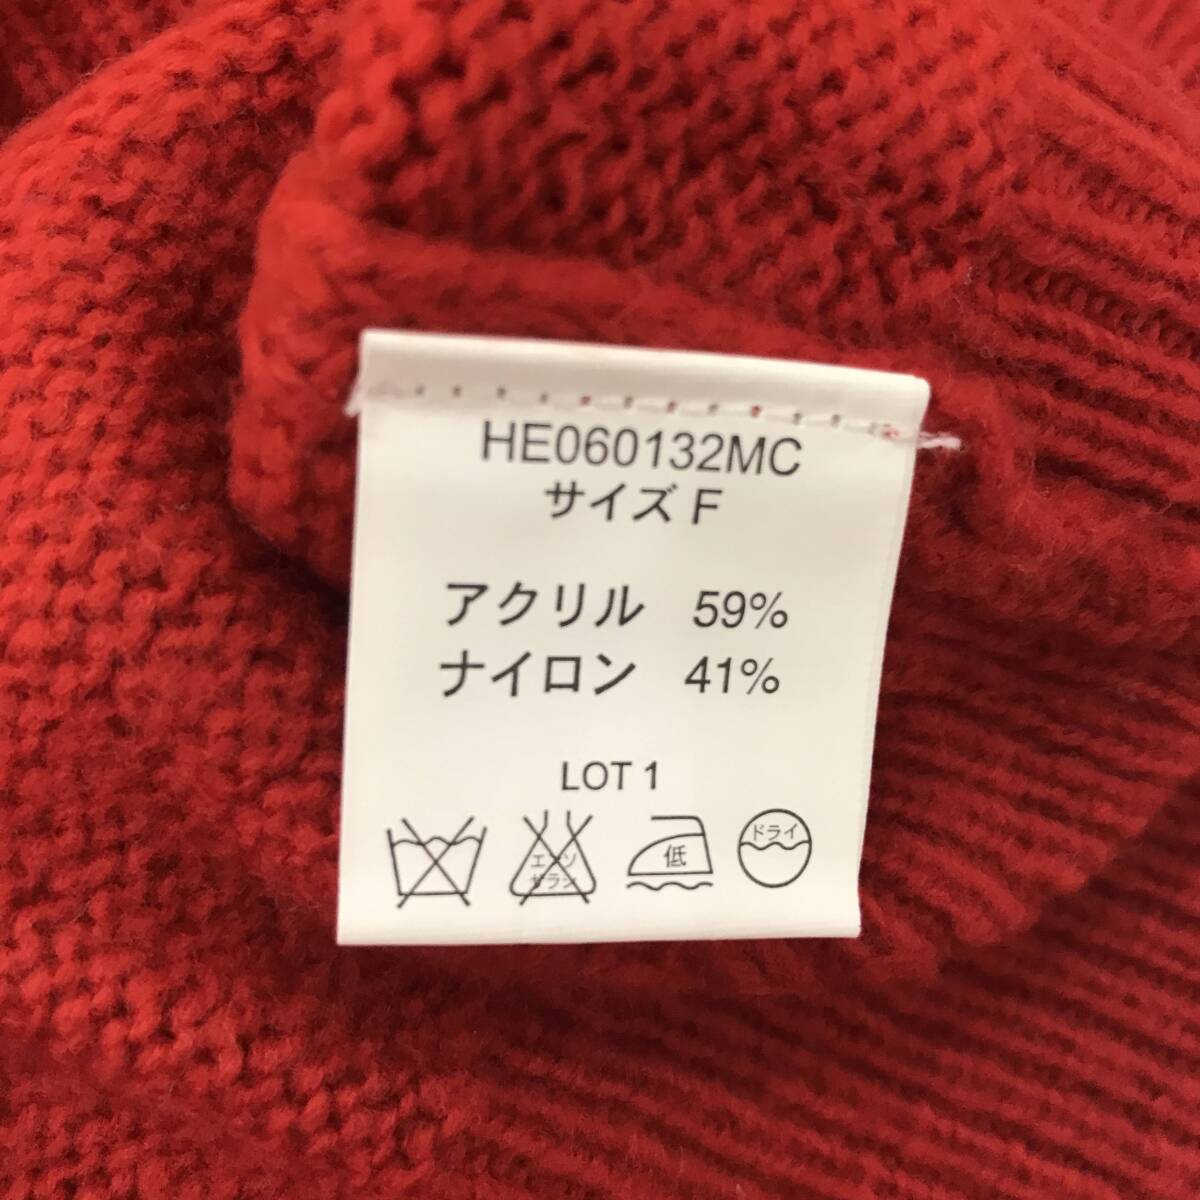 HE060132MC
サイズ F
アクリル 59%
ナイロン 41%
LOT 1
エンソ
サラン
低
ドライ